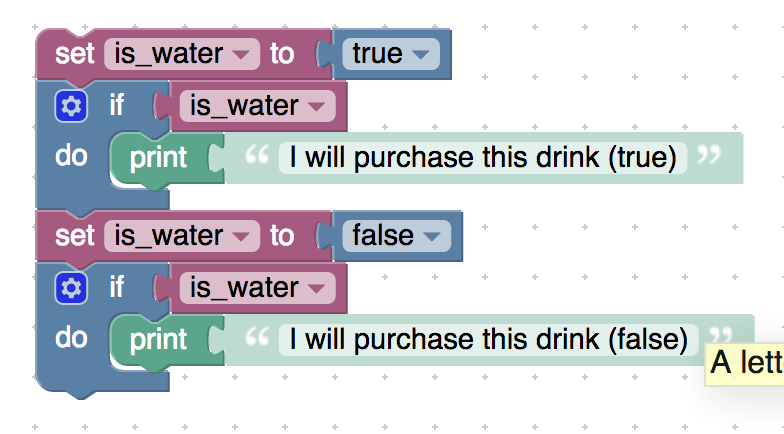 set is_water to true
if is_water
do print “ I will purchase this drink (true) ”
set is_water to false
if is_water
do print “ I will purchase this drink (false) ”
A lett